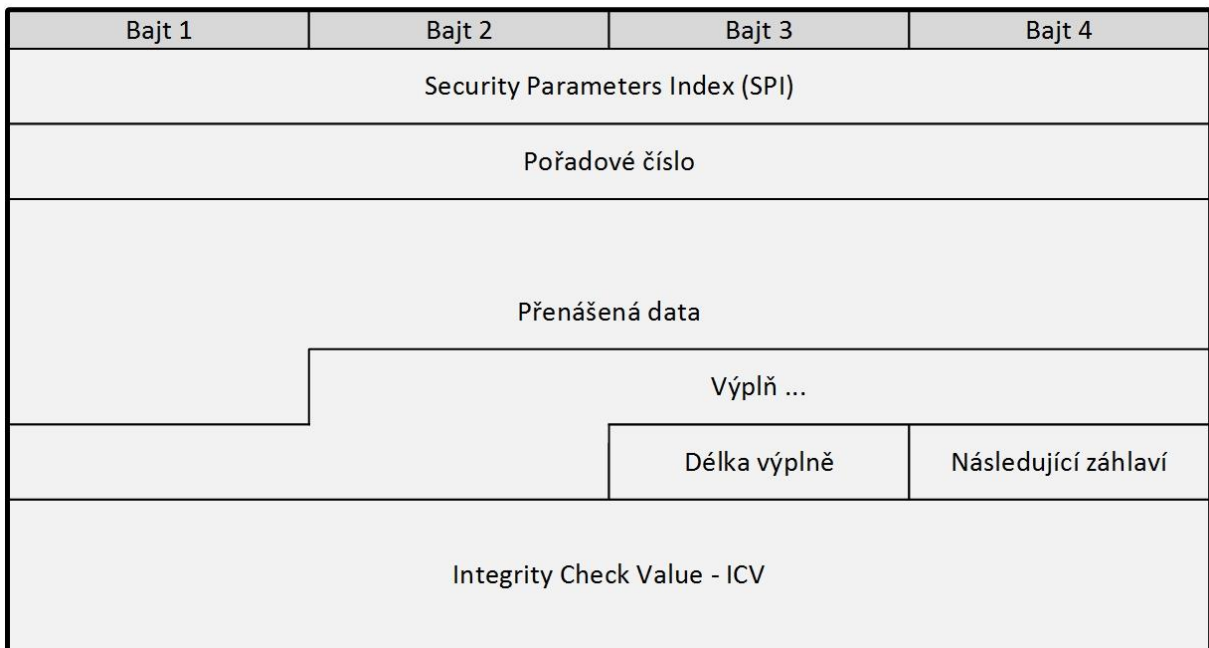 Bajt 1 Bajt 2 Bajt 3 Bajt 4
Security Parameters Index (SPI)
Pořadové číslo
Přenášená data
Výplň ...
Délka výplně Následující záhlaví
Integrity Check Value - ICV